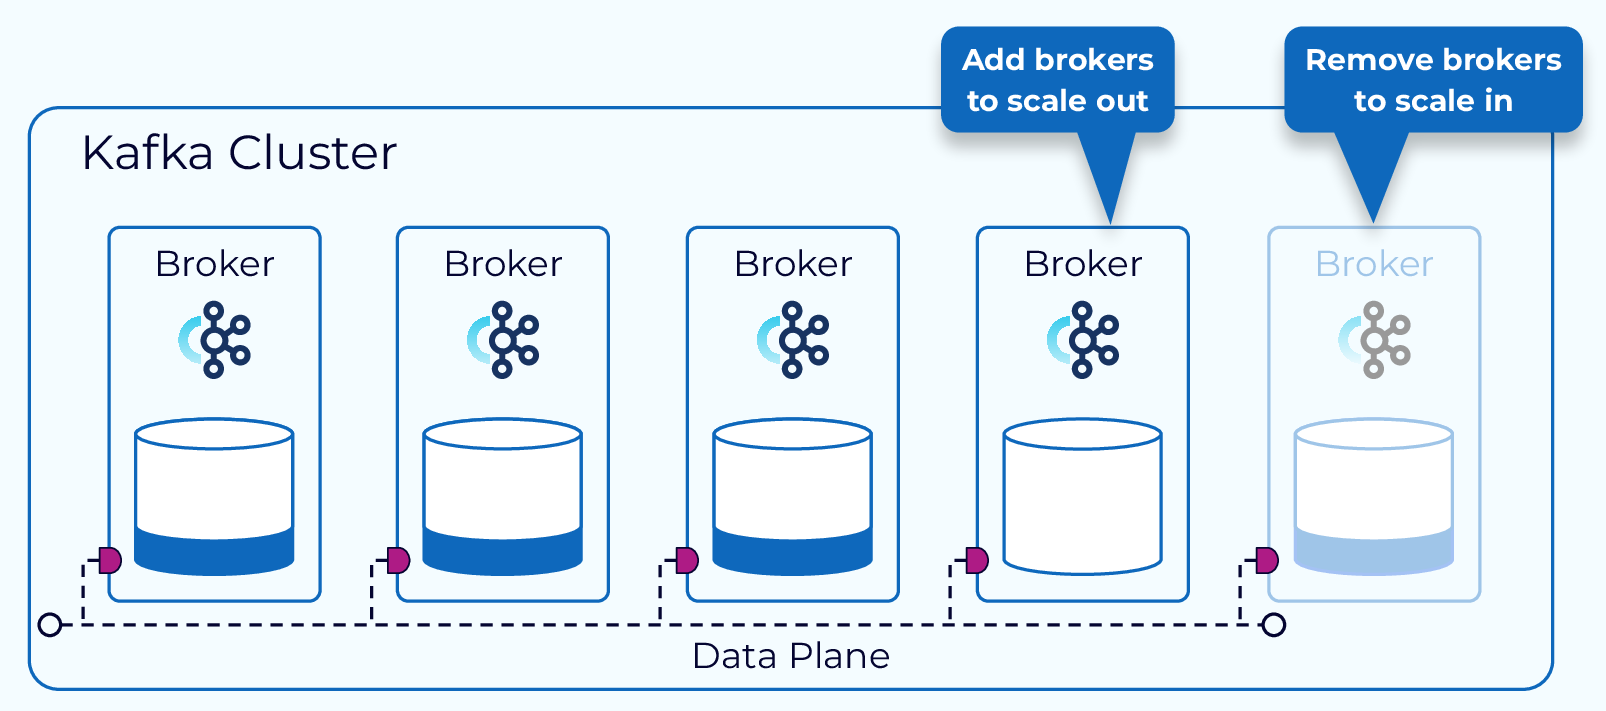 Add brokers
to scale out
Remove brokers
to scale in
Kafka Cluster
Broker
Broker
Broker
Broker
Broker
Data Plane